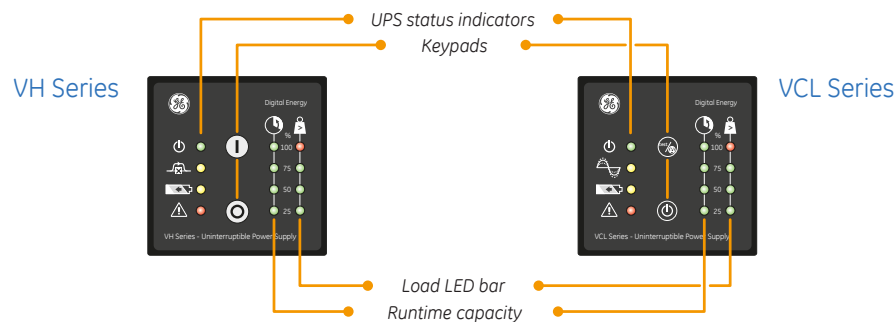 UPS status indicators
Keypads
VH Series
VCL Series
Digital Energy
%
100
75
50
25
VH Series - Uninterruptible Power Supply
Digital Energy
%
100
75
50
25
VCL Series - Uninterruptible Power Supply
Load LED bar
Runtime capacity